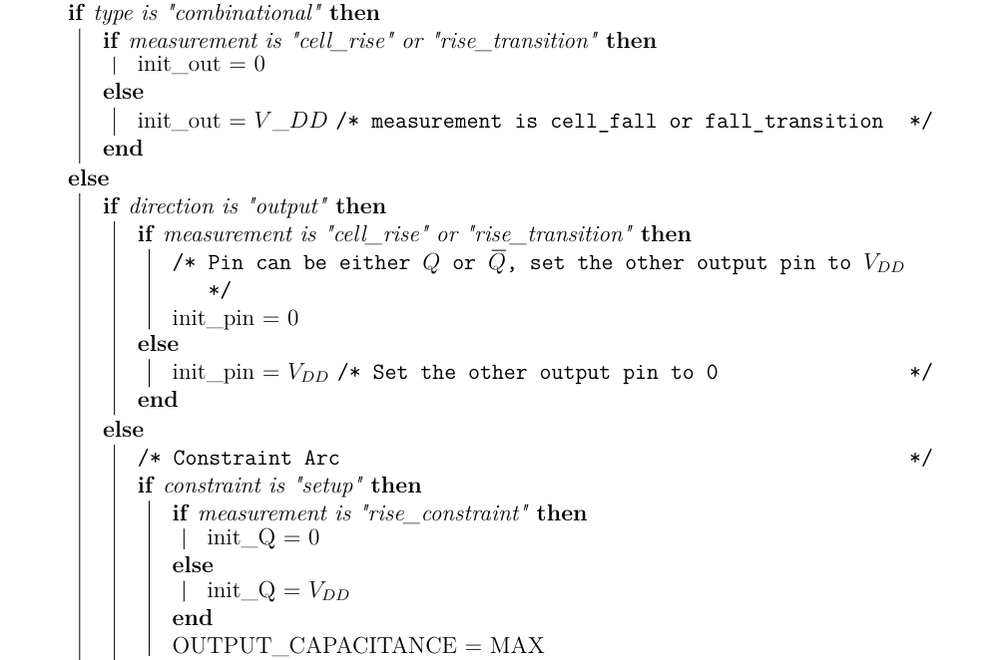 if type is "combinational" then
if measurement is "cell_rise" or "rise_transition" then
init_out = 0
else
init_out = V_DD /* measurement is cell_fall or fall_transition */
end
else
if direction is "output" then
if measurement is "cell_rise" or "rise_transition" then
/* Pin can be either Q or Q̅, set the other output pin to V_DD
*/
init_pin = 0
else
init_pin = V_DD /* Set the other output pin to 0 */
end
else
/* Constraint Arc */
if constraint is "setup" then
if measurement is "rise_constraint" then
init_Q = 0
else
init_Q = V_DD
end
OUTPUT_CAPACITANCE = MAX